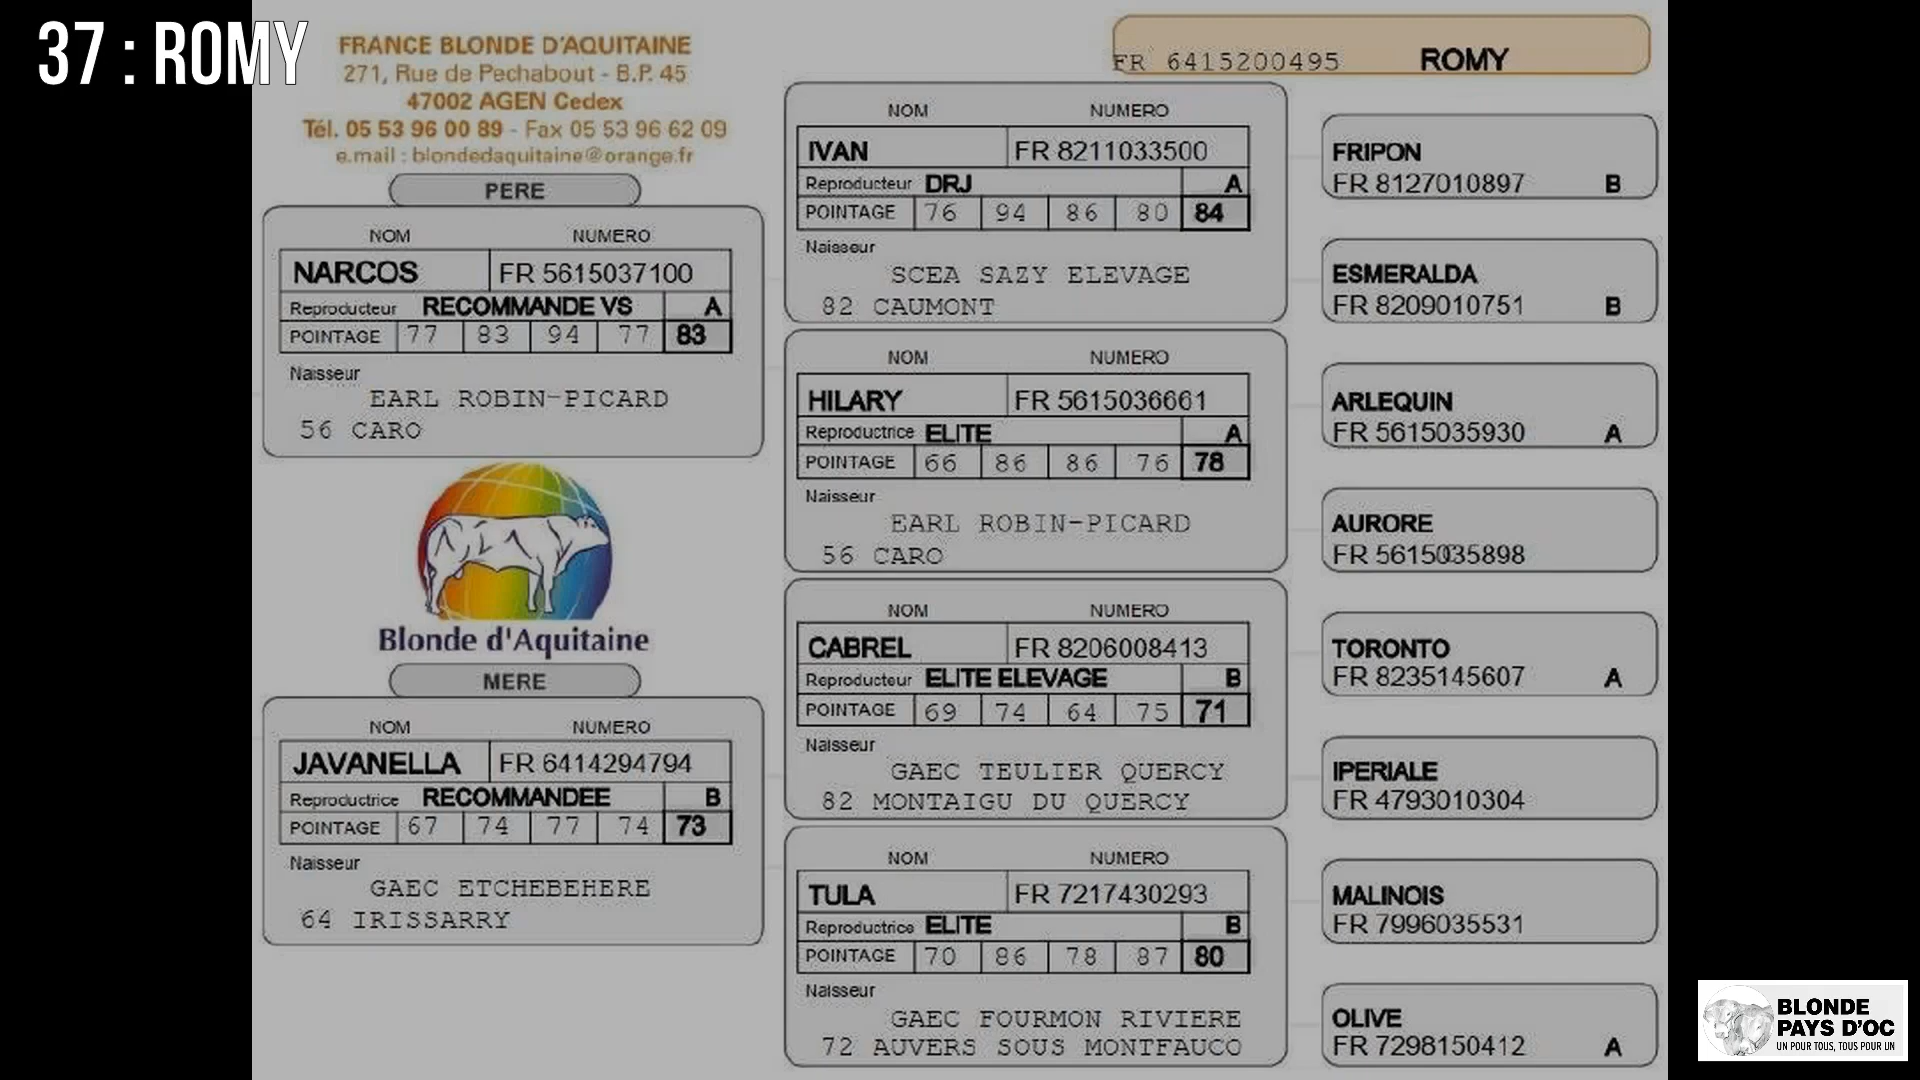 37 : ROMY
FRANCE BLONDE D'AQUITAINE
271, Rue de Pechabout - B.P. 45
47002 AGEN Cedex
Tél. 05 53 96 00 89 - Fax 05 53 96 62 09
e.mail : blondedaquitaine@orange.fr
FR 6415200495 ROMY
PERE
NOM NUMERO
NARCOS FR 5615037100
Reproducteur RECOMMANDE VS A
POINTAGE 77 83 94 77 83
Naisseur
EARL ROBIN-PICARD
56 CARO
Blonde d'Aquitaine
MERE
NOM NUMERO
JAVANELLA FR 6414294794
Reproductrice RECOMMANDEE B
POINTAGE 67 74 77 74 73
Naisseur
GAEC ETCHEBEHERE
64 IRISSARRY
NOM NUMERO
IVAN FR 8211033500
Reproducteur DRJ A
POINTAGE 76 94 86 80 84
Naisseur
SCEA SAZY ELEVAGE
82 CAUMONT
NOM NUMERO
HILARY FR 5615036661
Reproductrice ELITE A
POINTAGE 66 86 86 76 78
Naisseur
EARL ROBIN-PICARD
56 CARO
NOM NUMERO
CABREL FR 8206008413
Reproducteur ELITE ELEVAGE B
POINTAGE 69 74 64 75 71
Naisseur
GAEC TEULIER QUERCY
82 MONTAIGU DU QUERCY
NOM NUMERO
TULA FR 7217430293
Reproductrice ELITE B
POINTAGE 70 86 78 87 80
Naisseur
GAEC FOURMON RIVIERE
72 AUVERS SOUS MONTFAUCO
FRIPON
FR 8127010897 B
ESMERALDA
FR 8209010751 B
ARLEQUIN
FR 5615035930 A
AURORE
FR 5615035898
TORONTO
FR 8235145607 A
IPERIALE
FR 4793010304
MALINOIS
FR 7996035531
OLIVE
FR 7298150412 A
BLONDE
PAYS D'OC
UN POUR TOUS, TOUS POUR UN